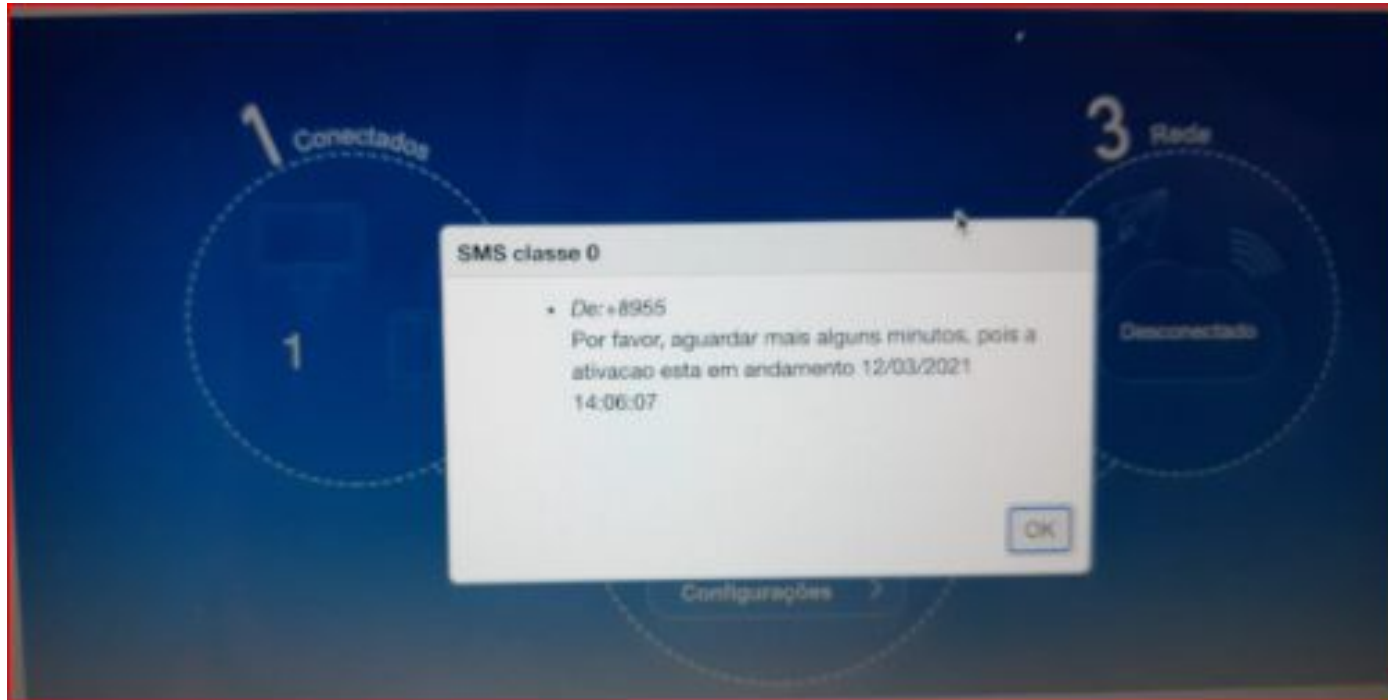 1 Conectados
3 Rede
SMS classe 0
• De:+8955
Por favor, aguardar mais alguns minutos, pois a
ativacao esta em andamento 12/03/2021
14:06:07
1
Desconectado
OK
Configurações >